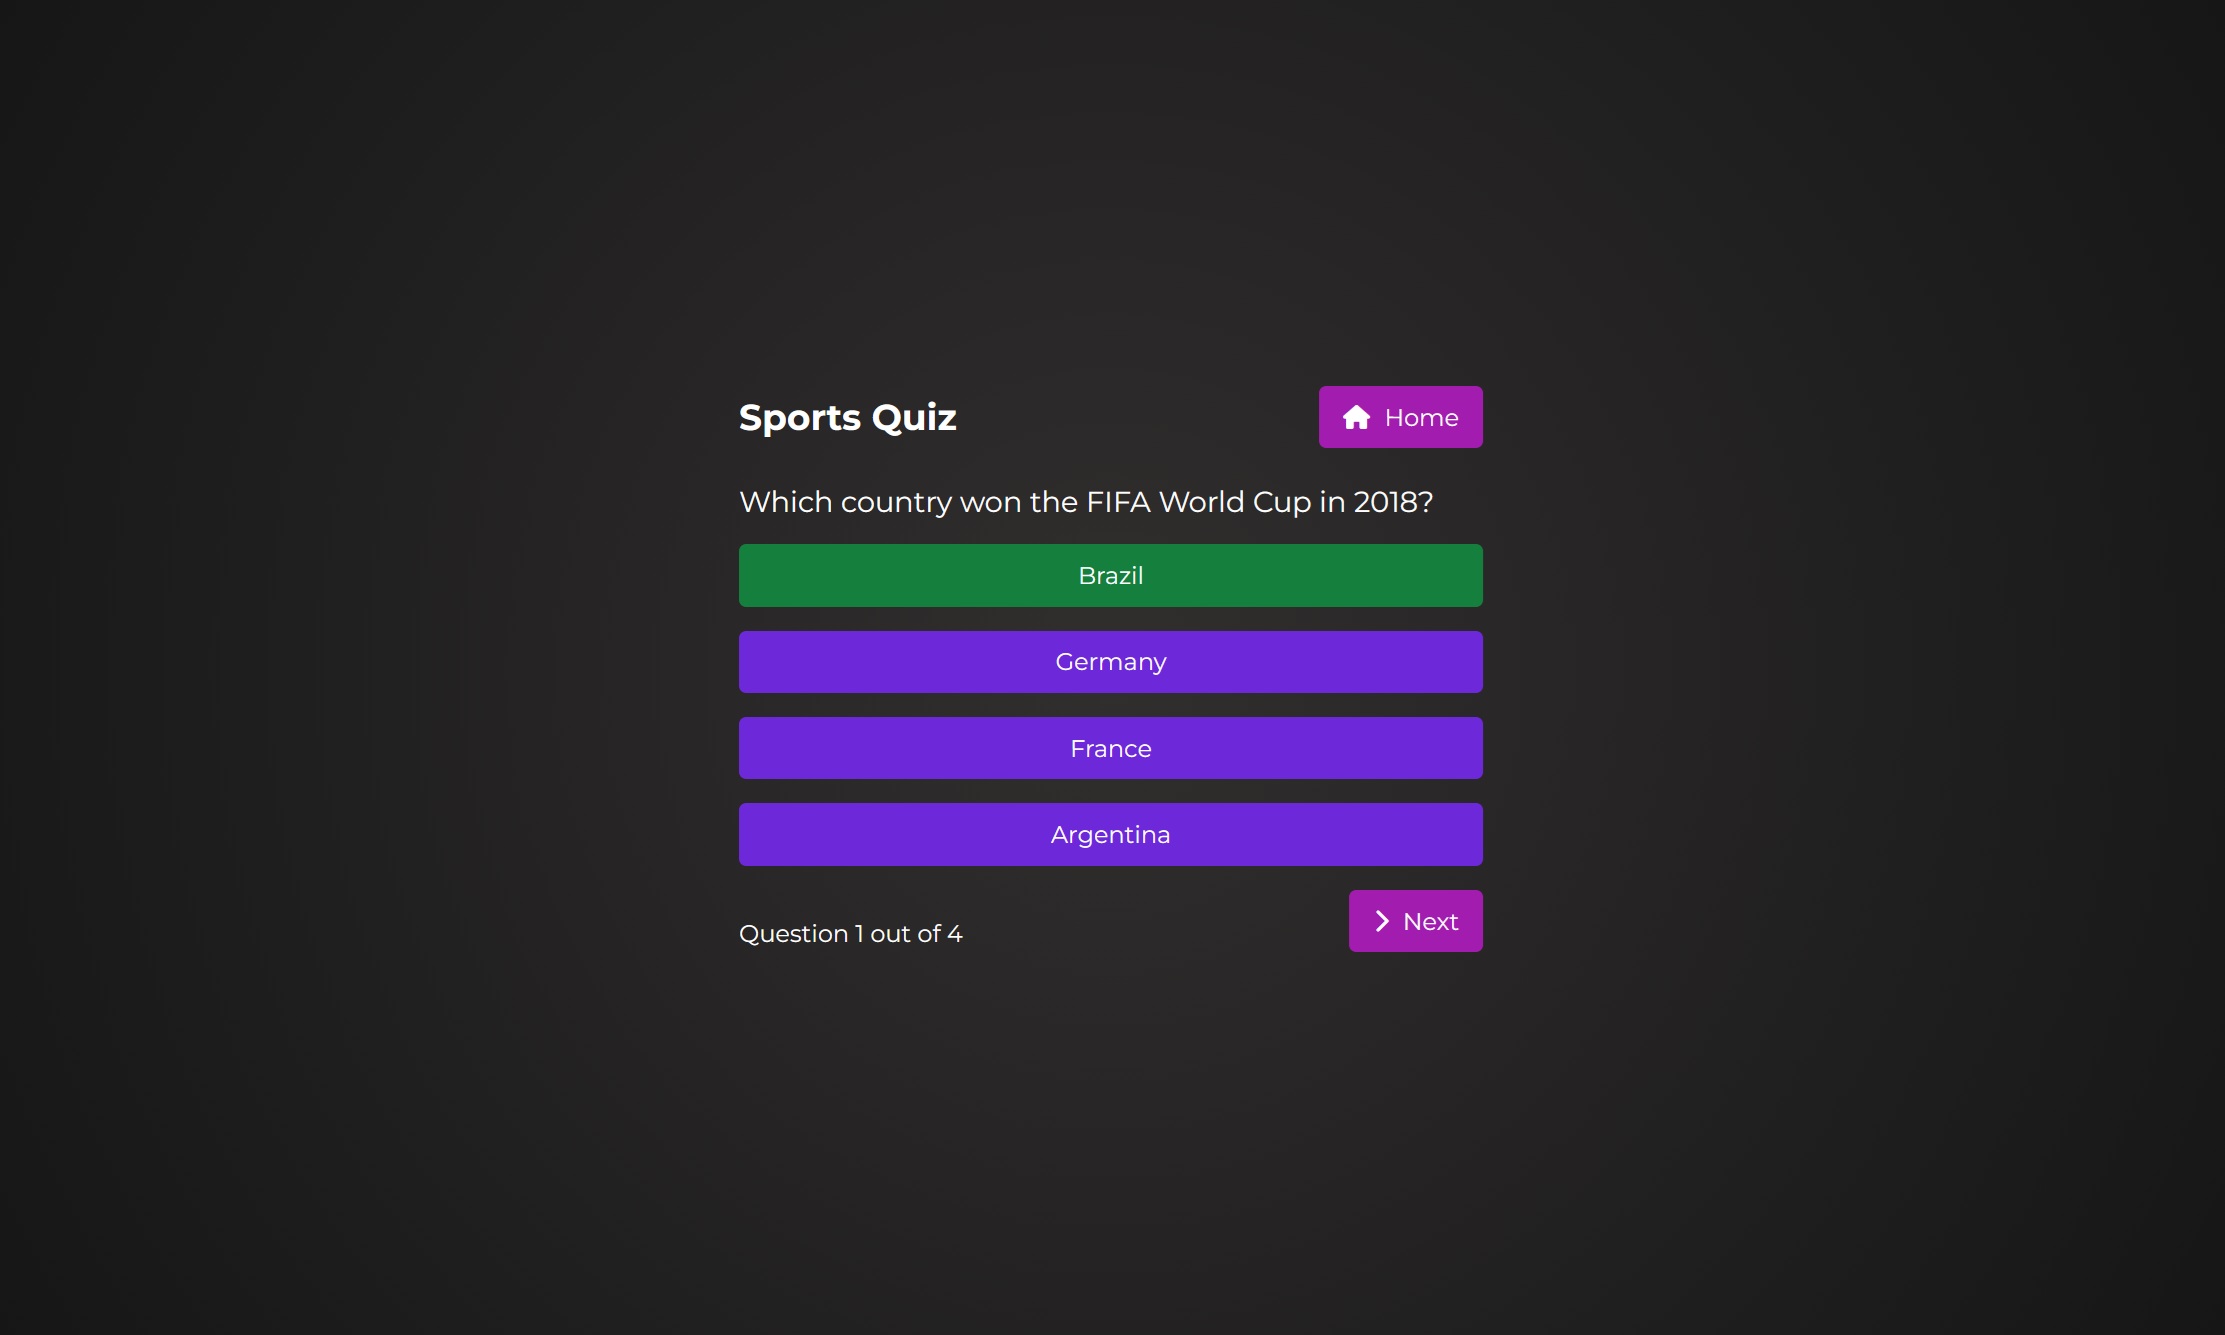 Sports Quiz
Home
Which country won the FIFA World Cup in 2018?
Brazil
Germany
France
Argentina
Question 1 out of 4
Next